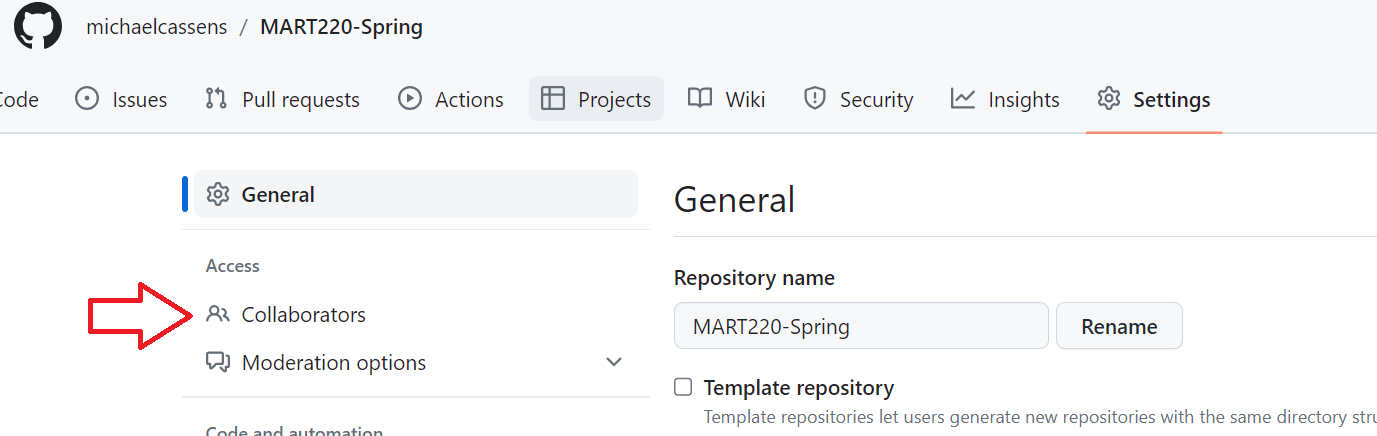 michaelcassens / MART220-Spring
Code Issues Pull requests Actions Projects Wiki Security Insights Settings
General
Access
Collaborators
Moderation options
Code and automation
General
Repository name
MART220-Spring Rename
Template repository
Template repositories let users generate new repositories with the same directory stru